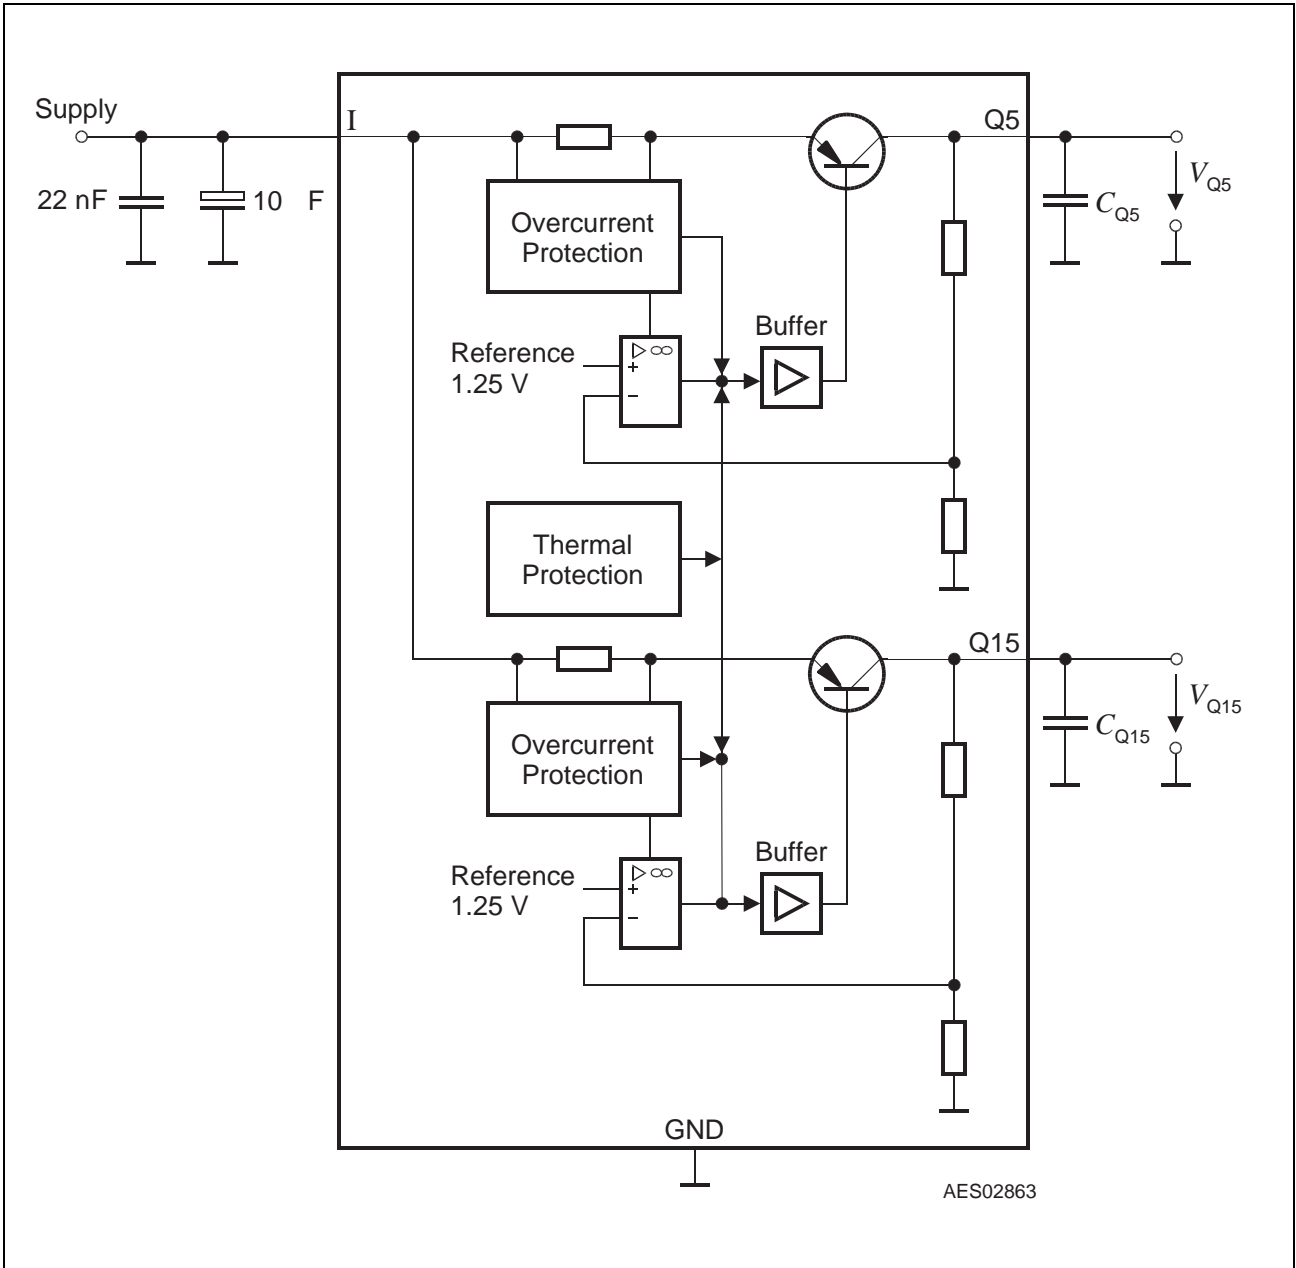 Supply
I
Q5
22 nF
10 F
V Q5
C Q5
Overcurrent
Protection
Buffer
Reference
1.25 V
▷ ∞
+
−
Thermal
Protection
Q15
V Q15
C Q15
Overcurrent
Protection
Buffer
Reference
1.25 V
▷ ∞
+
−
GND
AES02863